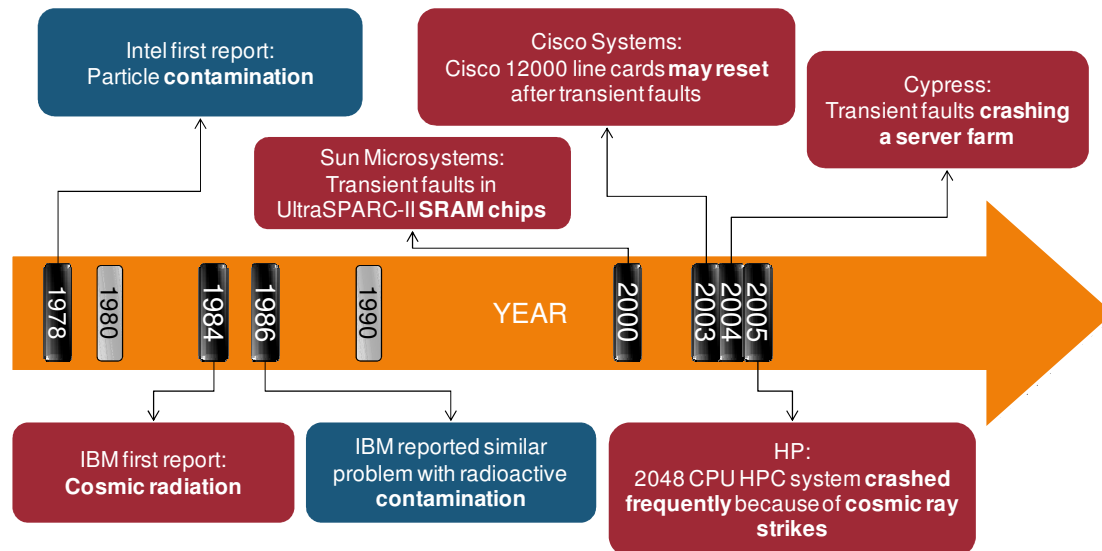 Intel first report:
Particle contamination
Cisco Systems:
Cisco 12000 line cards may reset
after transient faults
Cypress:
Transient faults crashing
a server farm
Sun Microsystems:
Transient faults in
UltraSPARC-II SRAM chips
1978
1980
1984
1986
1990
YEAR
2000
2003
2004
2005
IBM first report:
Cosmic radiation
IBM reported similar
problem with radioactive
contamination
HP:
2048 CPU HPC system crashed
frequently because of cosmic ray
strikes